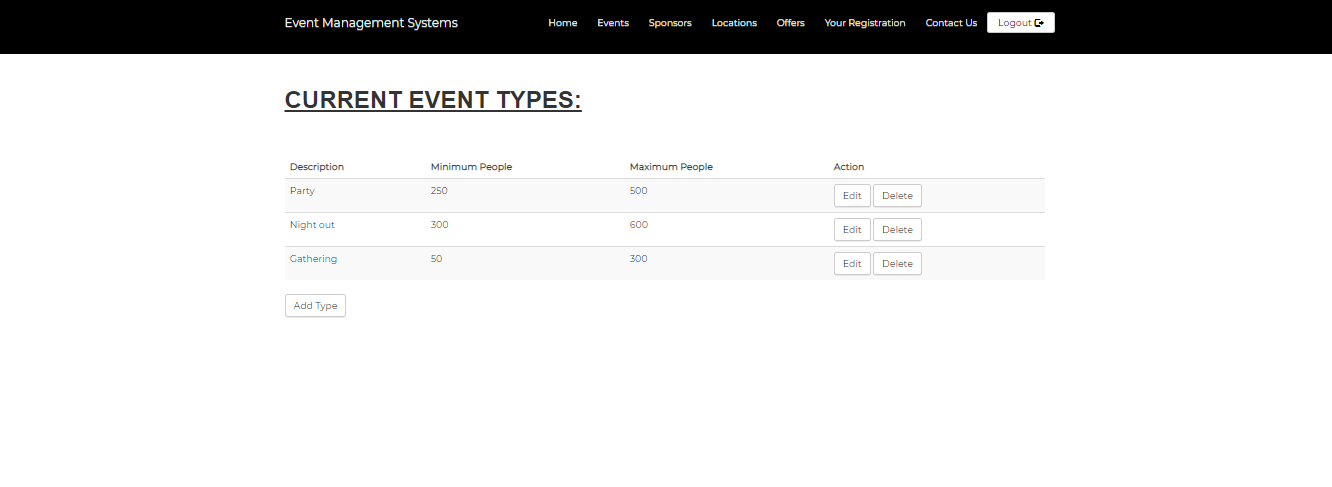 Event Management Systems Home Events Sponsors Locations Offers Your Registration Contact Us Logout
CURRENT EVENT TYPES:
Description Minimum People Maximum People Action
Party 250 500 Edit Delete
Night out 300 600 Edit Delete
Gathering 50 300 Edit Delete
Add Type